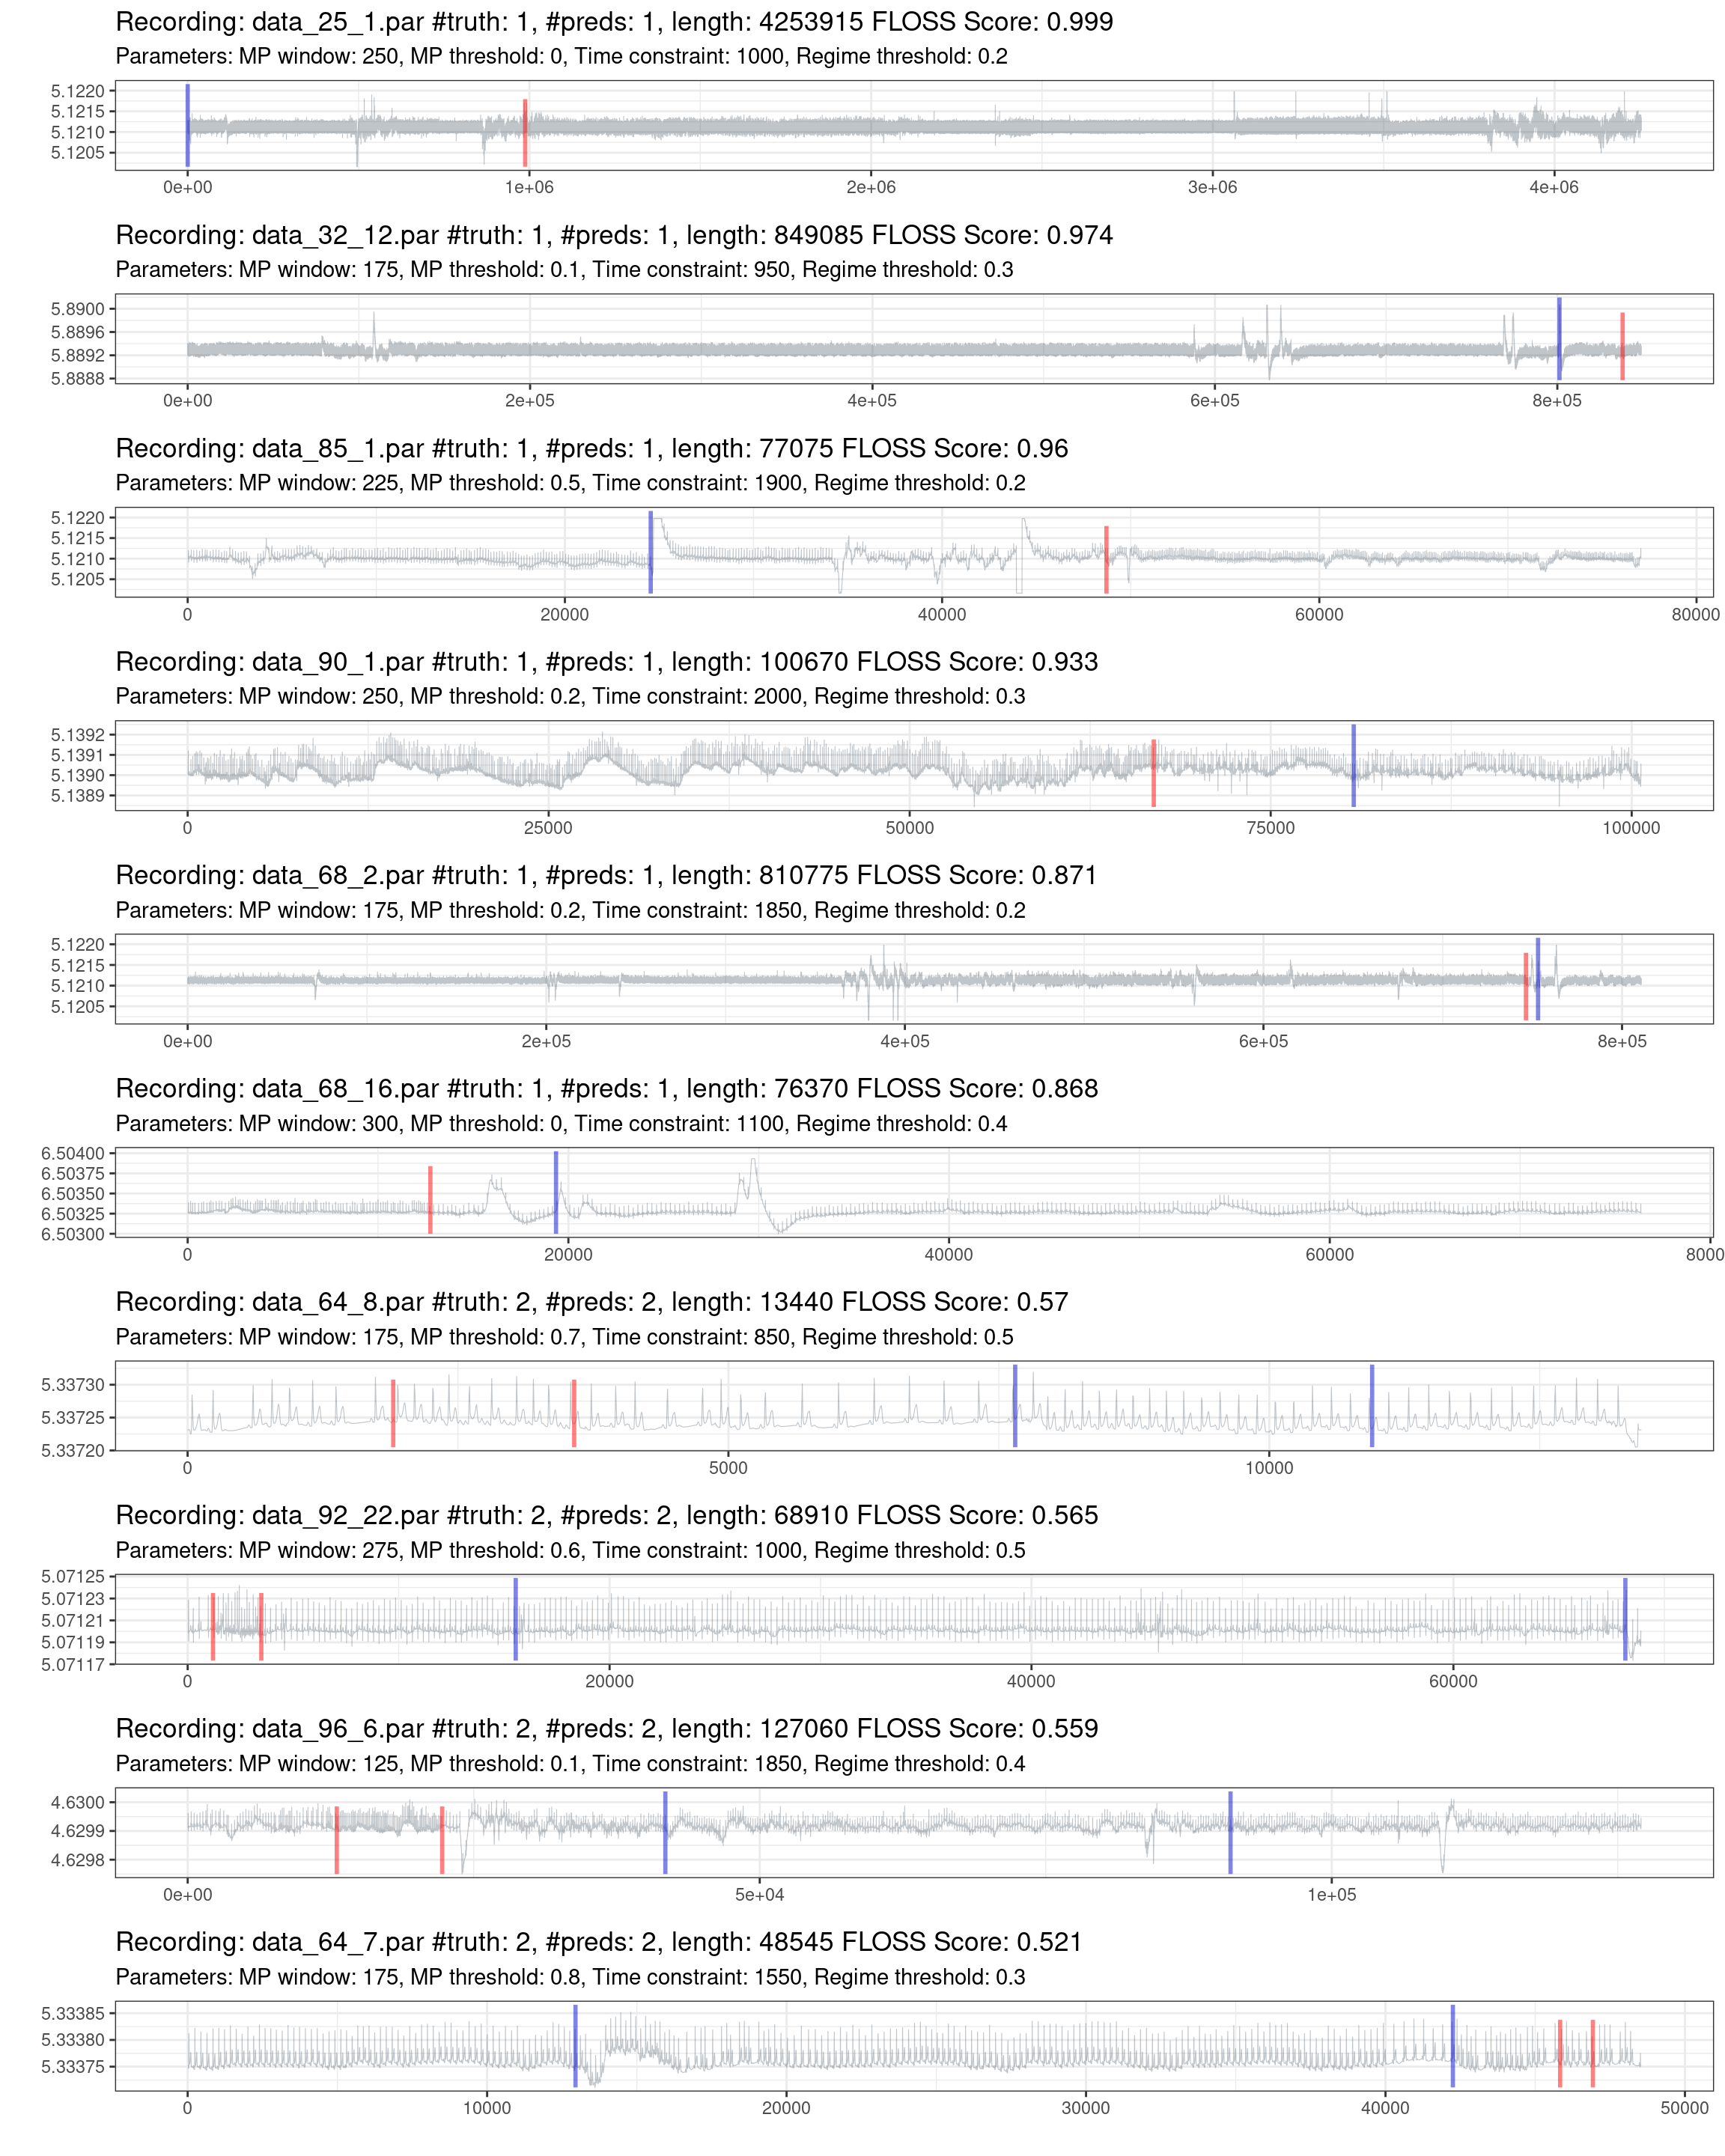 Recording: data_25_1.par #truth: 1, #preds: 1, length: 4253915 FLOSS Score: 0.999
Parameters: MP window: 250, MP threshold: 0, Time constraint: 1000, Regime threshold: 0.2
5.1220
5.1215
5.1210
5.1205
0e+00 1e+06 2e+06 3e+06 4e+06
Recording: data_32_12.par #truth: 1, #preds: 1, length: 849085 FLOSS Score: 0.974
Parameters: MP window: 175, MP threshold: 0.1, Time constraint: 950, Regime threshold: 0.3
5.8900
5.8896
5.8892
5.8888
0e+00 2e+05 4e+05 6e+05 8e+05
Recording: data_85_1.par #truth: 1, #preds: 1, length: 77075 FLOSS Score: 0.96
Parameters: MP window: 225, MP threshold: 0.5, Time constraint: 1900, Regime threshold: 0.2
5.1220
5.1215
5.1210
5.1205
0 20000 40000 60000 80000
Recording: data_90_1.par #truth: 1, #preds: 1, length: 100670 FLOSS Score: 0.933
Parameters: MP window: 250, MP threshold: 0.2, Time constraint: 2000, Regime threshold: 0.3
5.1392
5.1391
5.1390
5.1389
0 25000 50000 75000 100000
Recording: data_68_2.par #truth: 1, #preds: 1, length: 810775 FLOSS Score: 0.871
Parameters: MP window: 175, MP threshold: 0.2, Time constraint: 1850, Regime threshold: 0.2
5.1220
5.1215
5.1210
5.1205
0e+00 2e+05 4e+05 6e+05 8e+05
Recording: data_68_16.par #truth: 1, #preds: 1, length: 76370 FLOSS Score: 0.868
Parameters: MP window: 300, MP threshold: 0, Time constraint: 1100, Regime threshold: 0.4
6.50400
6.50375
6.50350
6.50325
6.50300
0 20000 40000 60000 8000
Recording: data_64_8.par #truth: 2, #preds: 2, length: 13440 FLOSS Score: 0.57
Parameters: MP window: 175, MP threshold: 0.7, Time constraint: 850, Regime threshold: 0.5
5.33730
5.33725
5.33720
0 5000 10000
Recording: data_92_22.par #truth: 2, #preds: 2, length: 68910 FLOSS Score: 0.565
Parameters: MP window: 275, MP threshold: 0.6, Time constraint: 1000, Regime threshold: 0.5
5.07125
5.07123
5.07121
5.07119
5.07117
0 20000 40000 60000
Recording: data_96_6.par #truth: 2, #preds: 2, length: 127060 FLOSS Score: 0.559
Parameters: MP window: 125, MP threshold: 0.1, Time constraint: 1850, Regime threshold: 0.4
4.6300
4.6299
4.6298
0e+00 5e+04 1e+05
Recording: data_64_7.par #truth: 2, #preds: 2, length: 48545 FLOSS Score: 0.521
Parameters: MP window: 175, MP threshold: 0.8, Time constraint: 1550, Regime threshold: 0.3
5.33385
5.33380
5.33375
0 10000 20000 30000 40000 50000